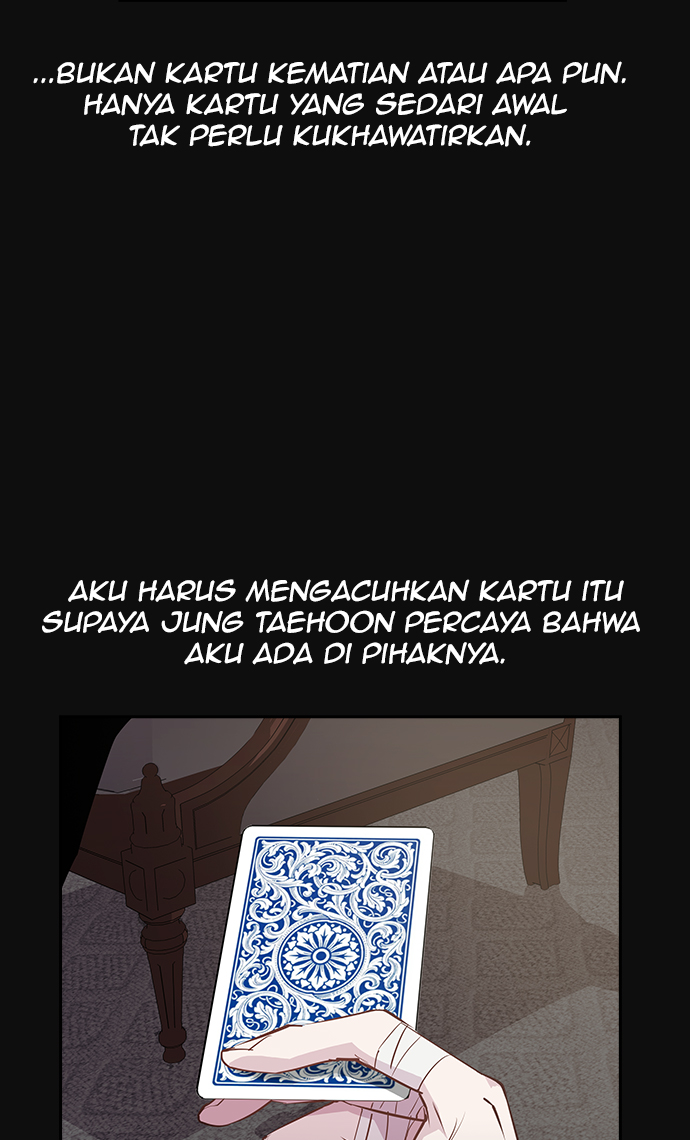 ...BUKAN KARTU KEMATIAN ATAU APA PUN.
HANYA KARTU YANG SEDARI AWAL
TAK PERLU KUKHAWATIRKAN.
AKU HARUS MENGACUHKAN KARTU ITU
SUPAYA JUNG TAEHOON PERCAYA BAHWA
AKU ADA DI PIHAKNYA.